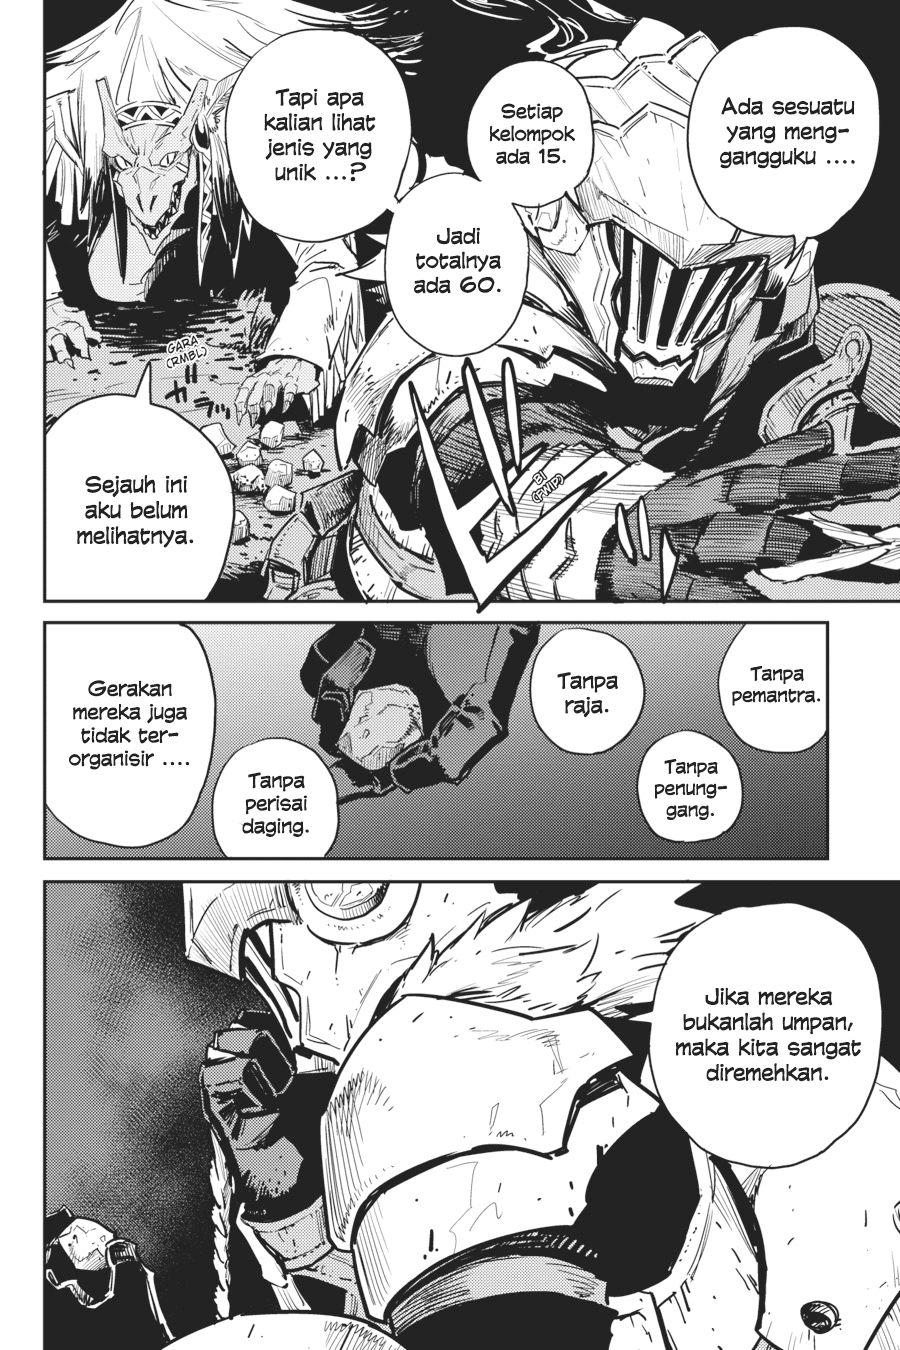 Ada sesuatu
yang meng-
gangguku ....
Setiap
kelompok
ada 15.
Jadi
totalnya
ada 60.
Tapi apa
kalian lihat
jenis yang
unik ...?
GARA
(RMBL)
BI
(FWIP)
Sejauh ini
aku belum
melihatnya.
Tanpa
pemantra.
Tanpa
penung-
gang.
Tanpa
raja.
Tanpa
perisai
daging.
Gerakan
mereka juga
tidak ter-
organisir ....
Jika mereka
bukanlah umpan,
maka kita sangat
diremehkan.